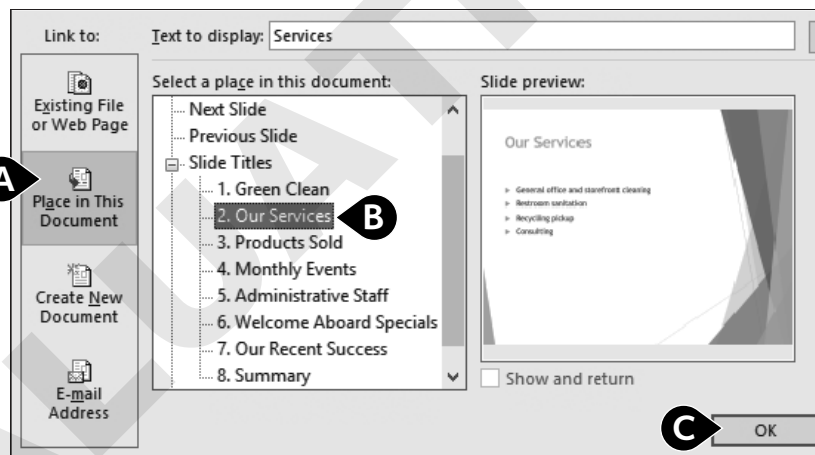 Link to:
Text to display: Services
Existing File
or Web Page
A
Place in This
Document
Create New
Document
E-mail
Address
Select a place in this document:
Next Slide
Previous Slide
Slide Titles
1. Green Clean
2. Our Services
B
3. Products Sold
4. Monthly Events
5. Administrative Staff
6. Welcome Aboard Specials
7. Our Recent Success
8. Summary
Slide preview:
Our Services
General office and storefront cleaning
Restroom sanitation
Recycling pickup
Consulting
Show and return
C
OK